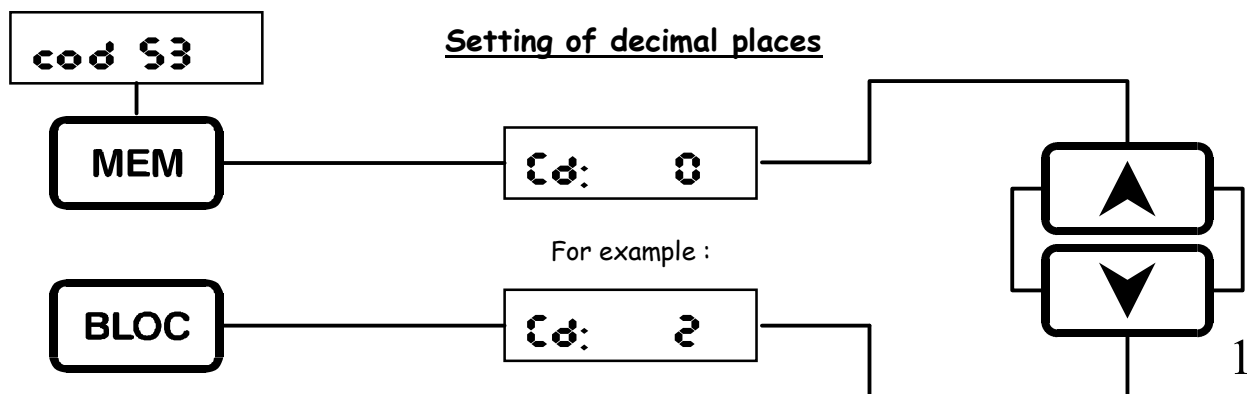 Setting of decimal places
cod 53
MEM
Cd: 0
For example :
BLOC
Cd: 2
1